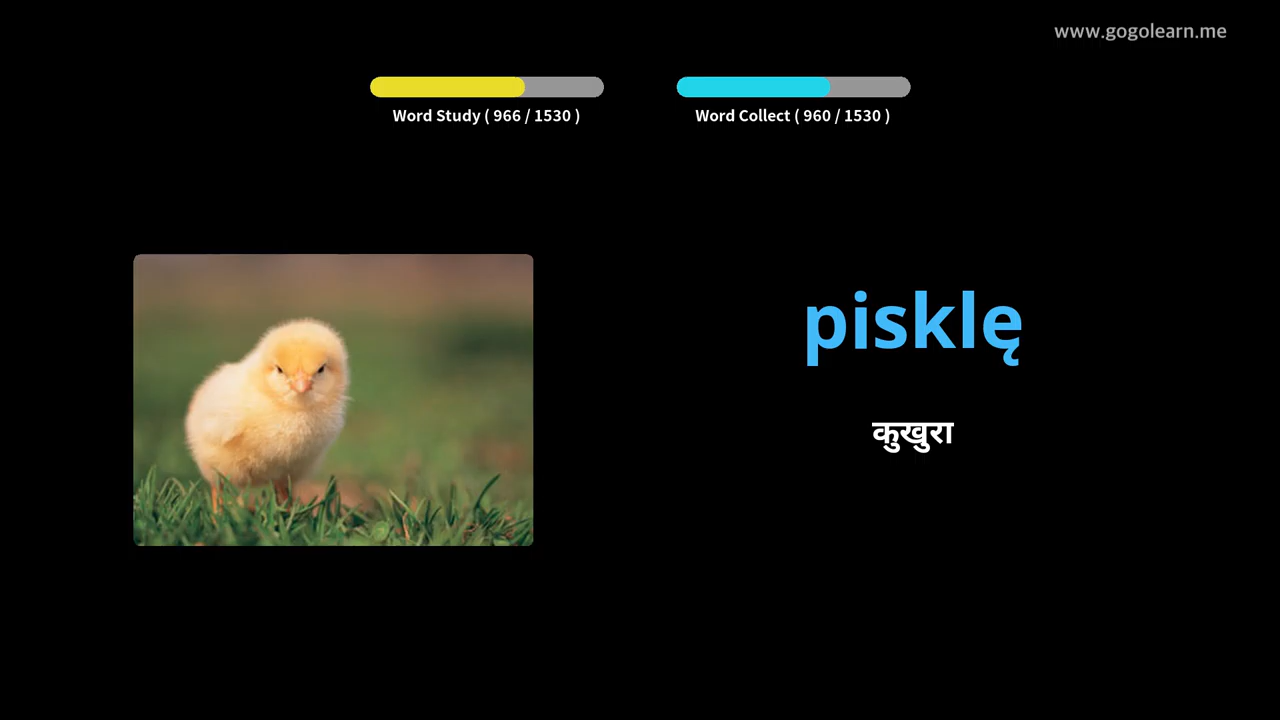 www.gogolearn.me
Word Study ( 966 / 1530 )
Word Collect ( 960 / 1530 )
pisklę
कुखुरा